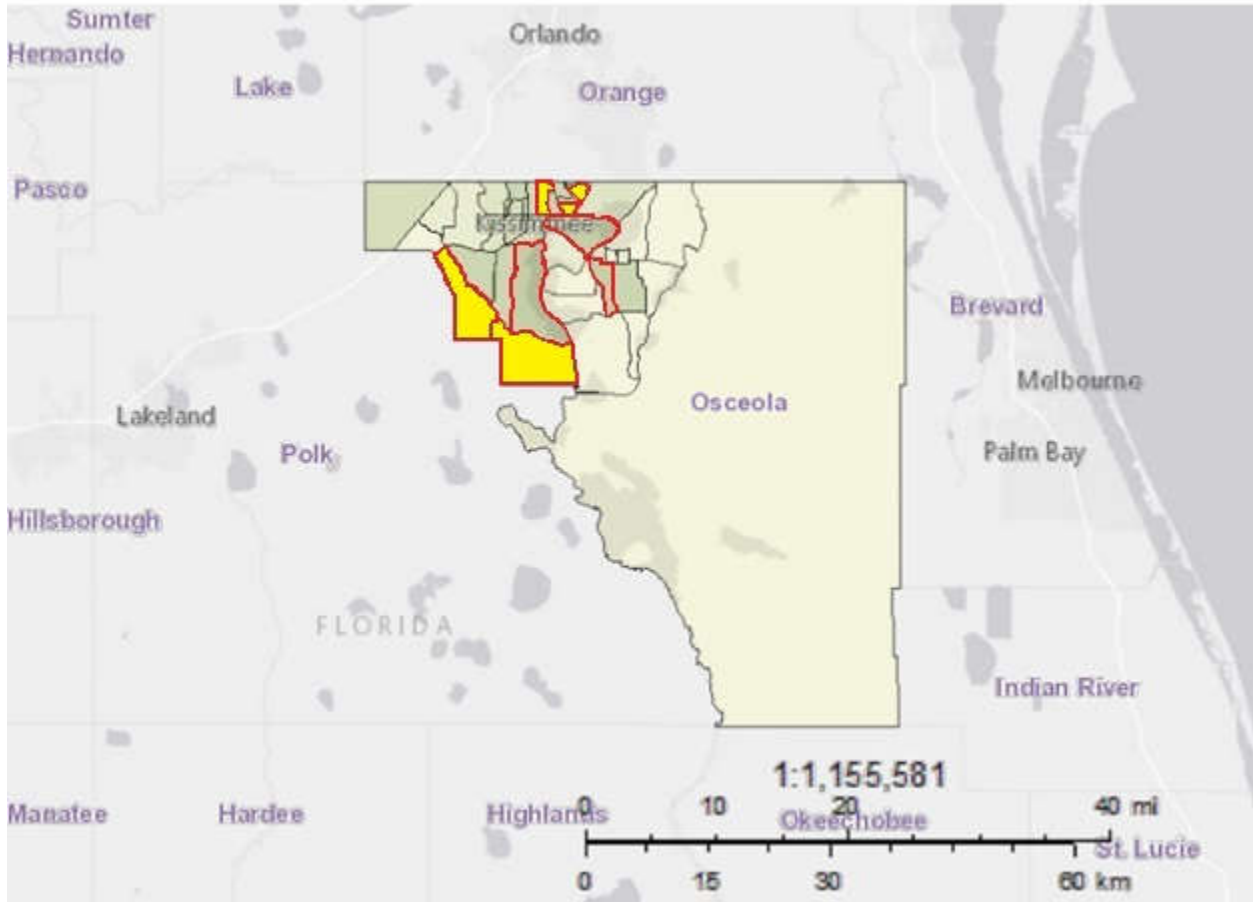 Sumter
Orlando
Hernando
Lake
Orange
Pasco
Kissimmee
Brevard
Melbourne
Osceola
Lakeland
Polk
Palm Bay
Hillsborough
FLORIDA
Indian River
1:1,155,581
0 10 20 40 mi
Manatee Hardee Highlands Okeechobee
St. Lucie
0 15 30 60 km